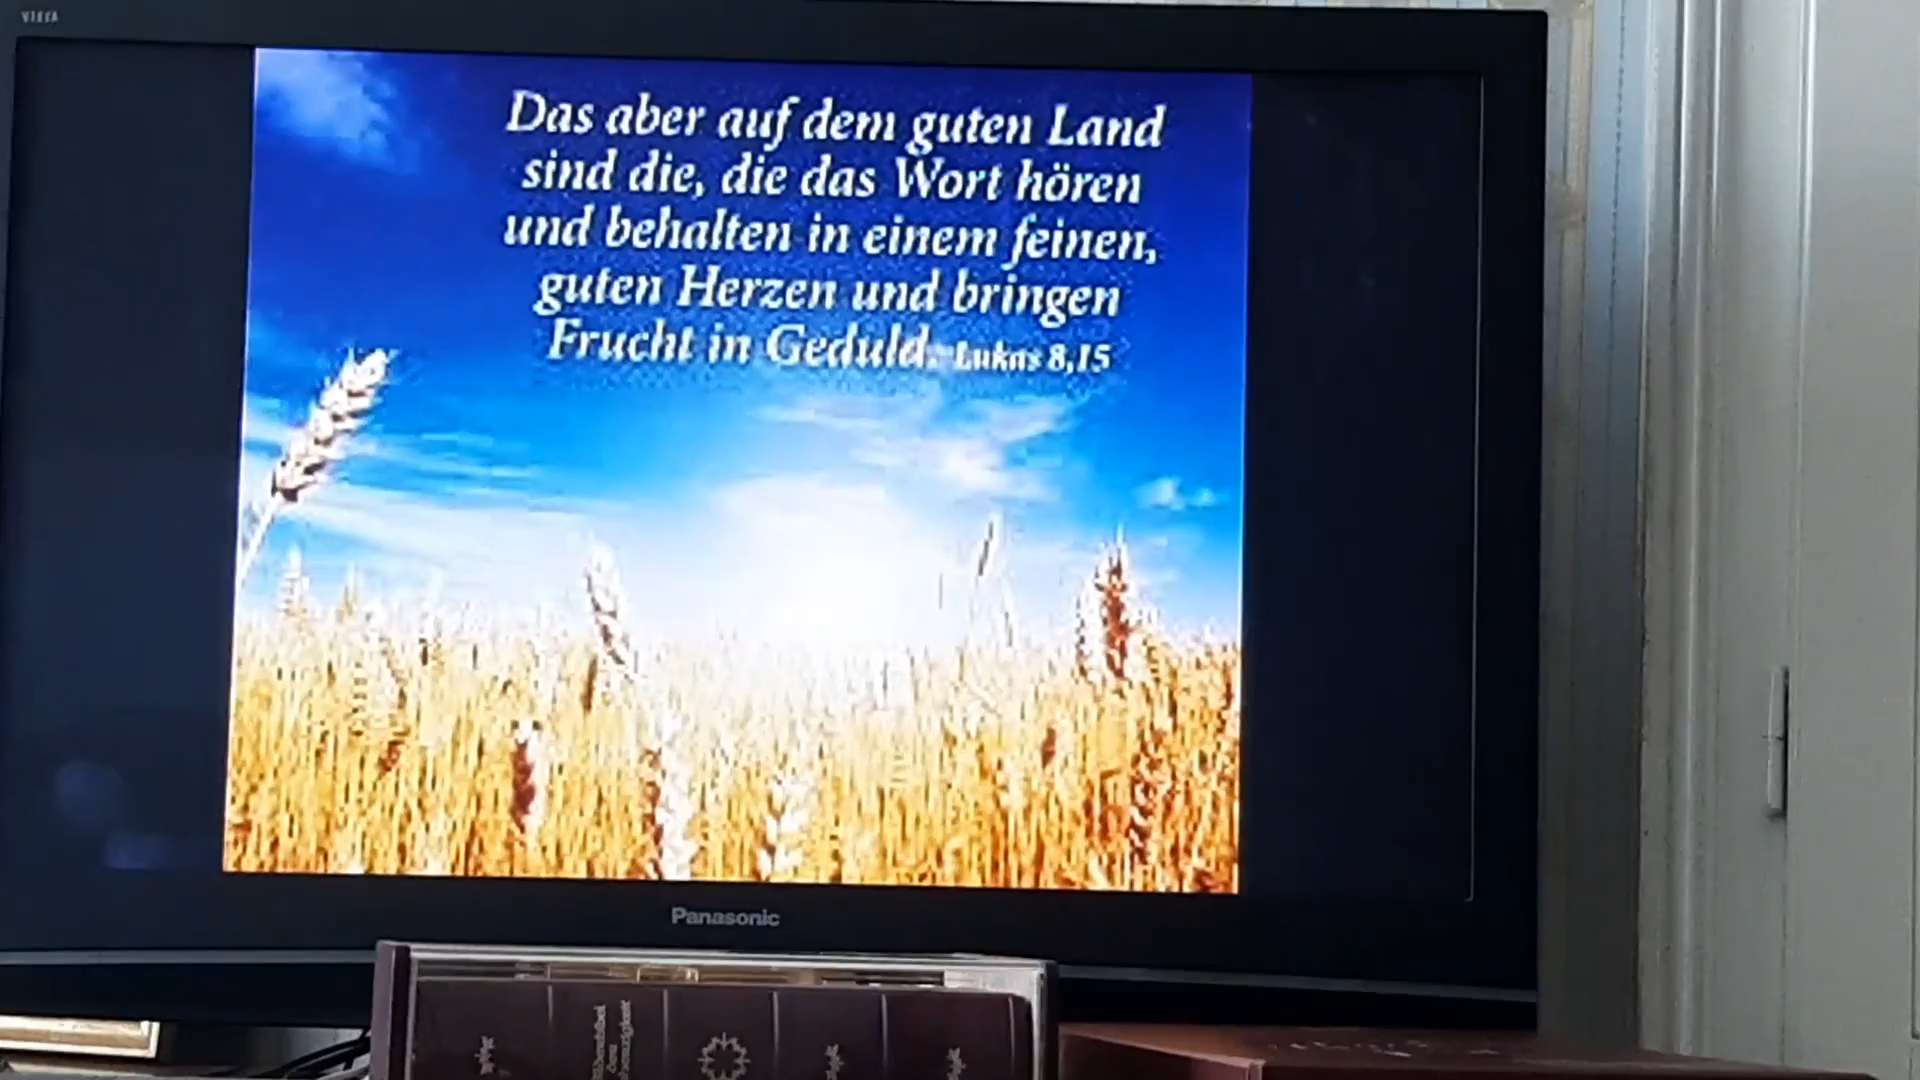 VIERA
Das aber auf dem guten Land
sind die, die das Wort hören
und behalten in einem feinen,
guten Herzen und bringen
Frucht in Geduld. Lukas 8,15
Panasonic